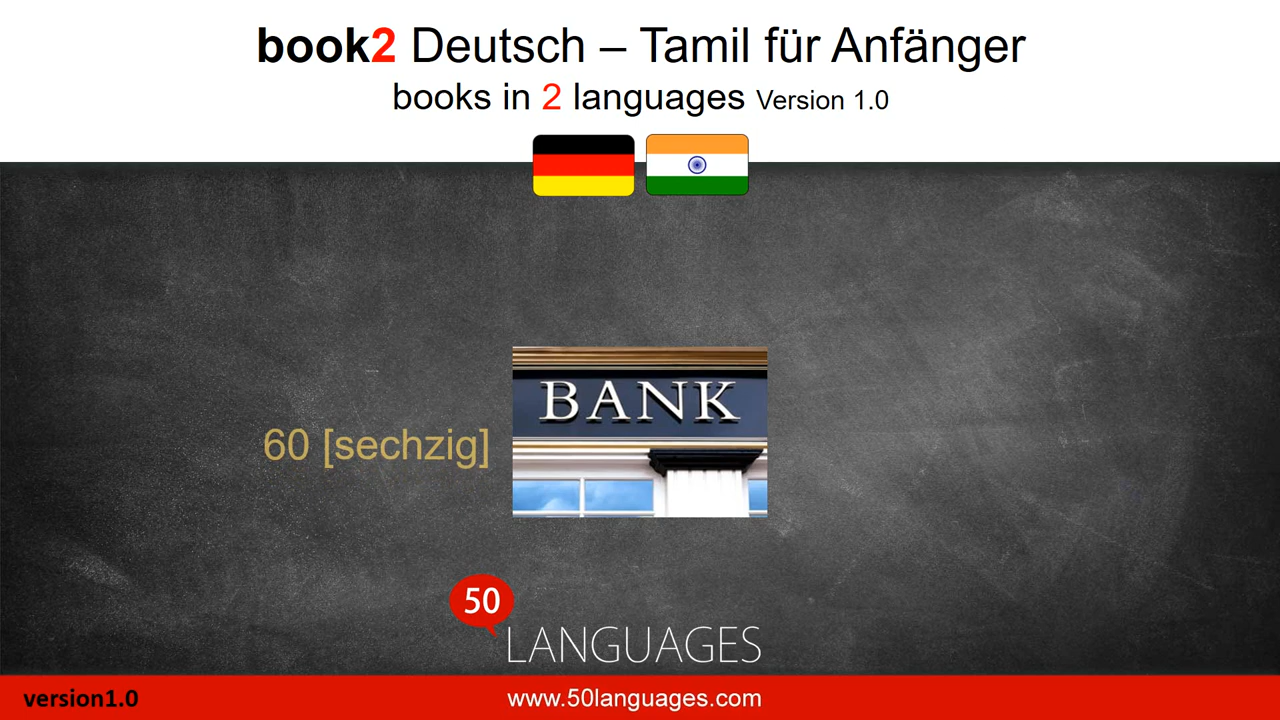 book2 Deutsch – Tamil für Anfänger
books in 2 languages Version 1.0
BANK
60 [sechzig]
50
LANGUAGES
version1.0
www.50languages.com